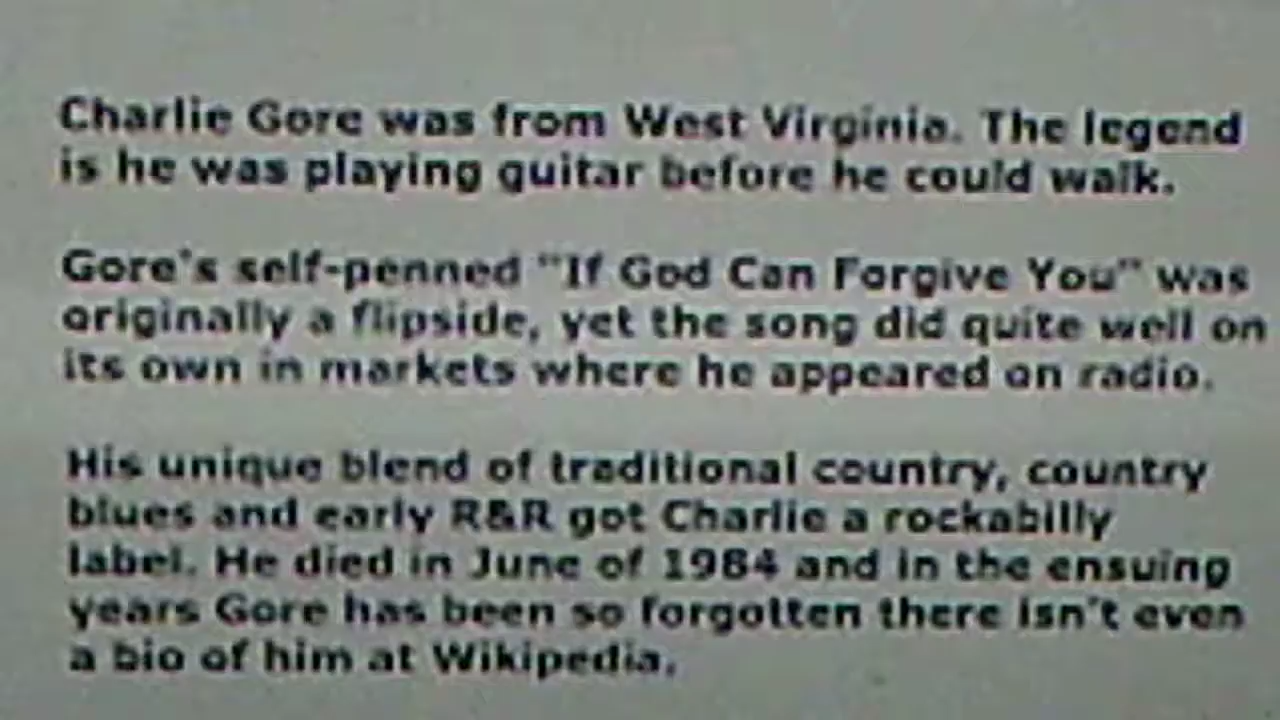 Charlie Gore was from West Virginia. The legend
is he was playing guitar before he could walk.
Gore's self-penned "If God Can Forgive You" was
originally a flipside, yet the song did quite well on
its own in markets where he appeared on radio.
His unique blend of traditional country, country
blues and early R&R got Charlie a rockabilly
label. He died in June of 1984 and in the ensuing
years Gore has been so forgotten there isn't even
a bio of him at Wikipedia.